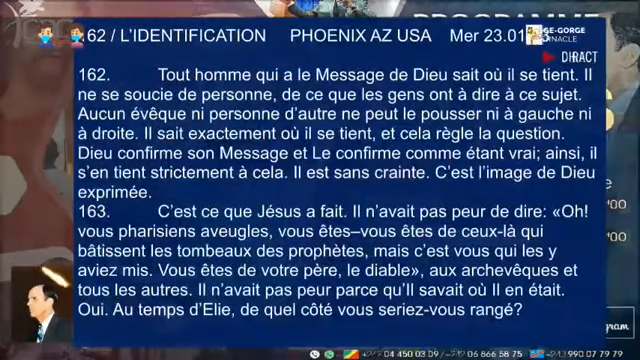 PROGRAMME
62 / L’IDENTIFICATION PHOENIX AZ USA Mer 23.01
GE-GORGE
PINACLE
DIRECT
162. Tout homme qui a le Message de Dieu sait où il se tient. Il
ne se soucie de personne, de ce que les gens ont à dire à ce sujet.
Aucun évêque ni personne d’autre ne peut le pousser ni à gauche ni
à droite. Il sait exactement où il se tient, et cela règle la question.
Dieu confirme son Message et Le confirme comme étant vrai; ainsi, il
s’en tient strictement à cela. Il est sans crainte. C’est l’image de Dieu
exprimée.
163. C’est ce que Jésus a fait. Il n’avait pas peur de dire: «Oh!
vous pharisiens aveugles, vous êtes–vous êtes de ceux-là qui
bâtissent les tombeaux des prophètes, mais c’est vous qui les y
aviez mis. Vous êtes de votre père, le diable», aux archevêques et
tous les autres. Il n’avait pas peur parce qu’Il savait où Il en était.
Oui. Au temps d’Elie, de quel côté vous seriez-vous rangé?